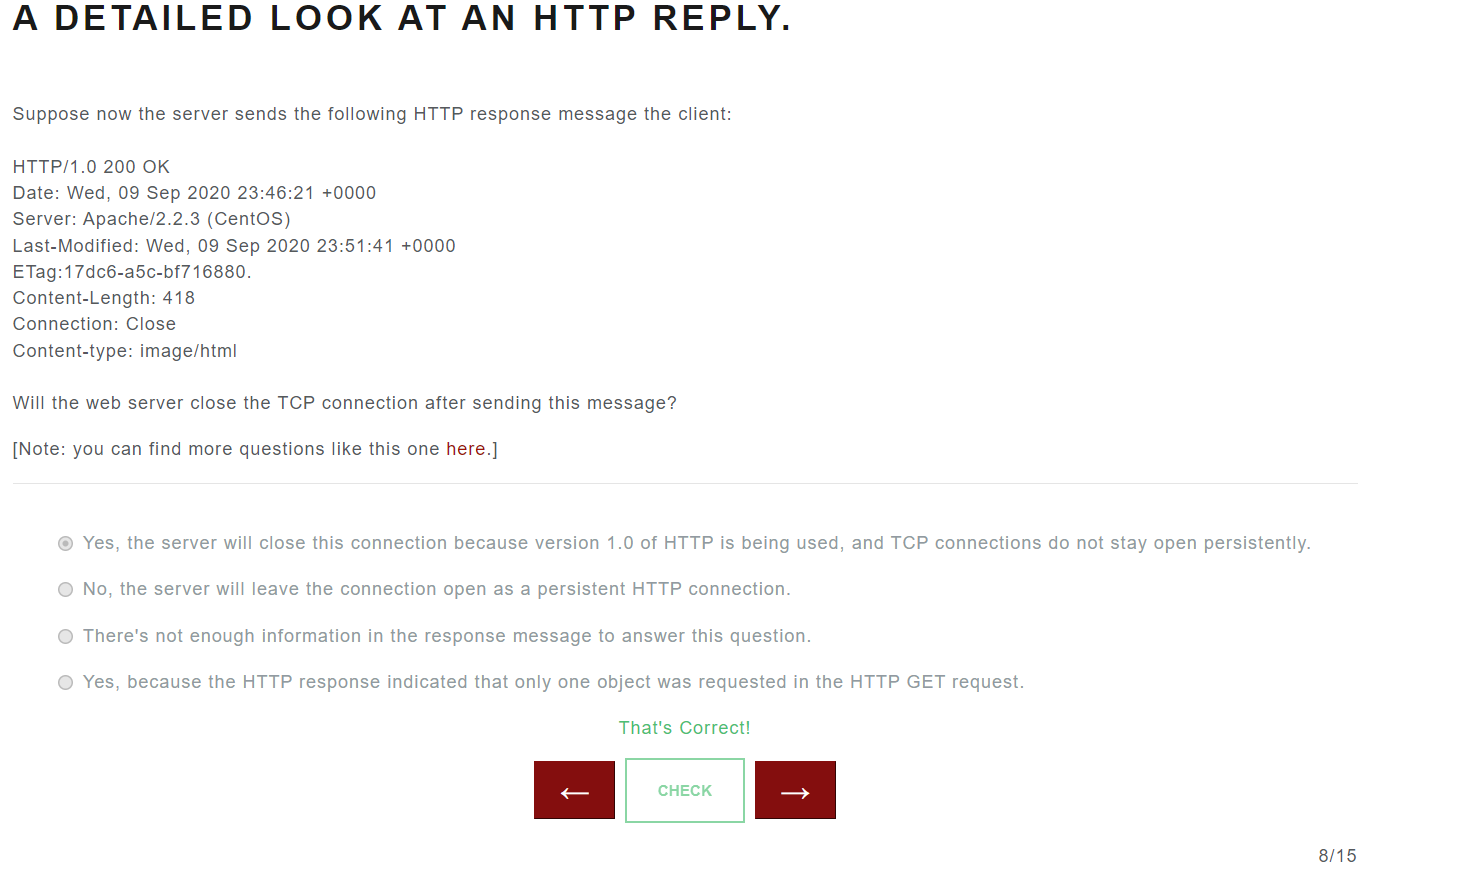 A DETAILED LOOK AT AN HTTP REPLY.
Suppose now the server sends the following HTTP response message the client:
HTTP/1.0 200 OK
Date: Wed, 09 Sep 2020 23:46:21 +0000
Server: Apache/2.2.3 (CentOS)
Last-Modified: Wed, 09 Sep 2020 23:51:41 +0000
ETag:17dc6-a5c-bf716880.
Content-Length: 418
Connection: Close
Content-type: image/html
Will the web server close the TCP connection after sending this message?
[Note: you can find more questions like this one here.]
Yes, the server will close this connection because version 1.0 of HTTP is being used, and TCP connections do not stay open persistently.
No, the server will leave the connection open as a persistent HTTP connection.
There's not enough information in the response message to answer this question.
Yes, because the HTTP response indicated that only one object was requested in the HTTP GET request.
That's Correct!
← CHECK →
8/15